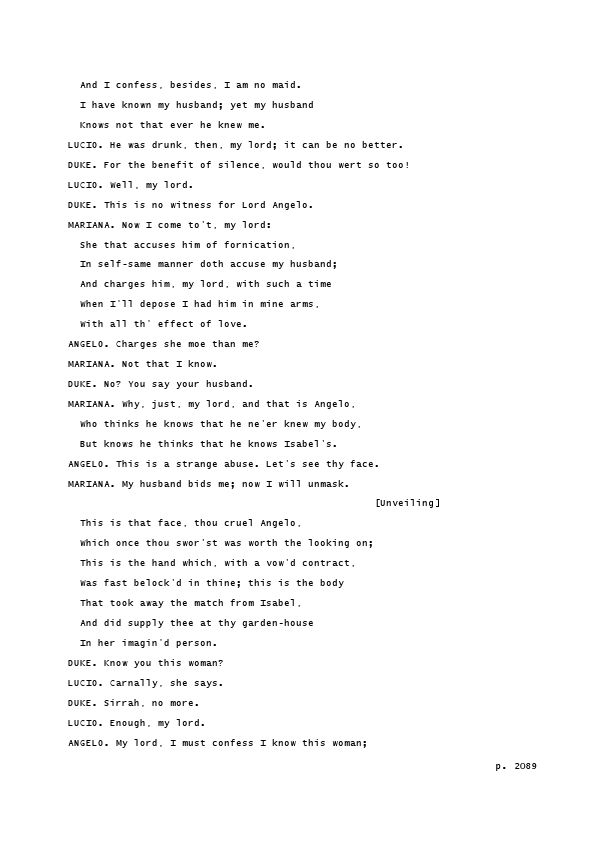 And I confess, besides, I am no maid.
I have known my husband; yet my husband
Knows not that ever he knew me.
LUCIO. He was drunk, then, my lord; it can be no better.
DUKE. For the benefit of silence, would thou wert so too!
LUCIO. Well, my lord.
DUKE. This is no witness for Lord Angelo.
MARIANA. Now I come to't, my lord:
She that accuses him of fornication,
In self-same manner doth accuse my husband;
And charges him, my lord, with such a time
When I'll depose I had him in mine arms,
With all th' effect of love.
ANGELO. Charges she moe than me?
MARIANA. Not that I know.
DUKE. No? You say your husband.
MARIANA. Why, just, my lord, and that is Angelo,
Who thinks he knows that he ne'er knew my body,
But knows he thinks that he knows Isabel's.
ANGELO. This is a strange abuse. Let's see thy face.
MARIANA. My husband bids me; now I will unmask.
[Unveiling]
This is that face, thou cruel Angelo,
Which once thou swor'st was worth the looking on;
This is the hand which, with a vow'd contract,
Was fast belock'd in thine; this is the body
That took away the match from Isabel,
And did supply thee at thy garden-house
In her imagin'd person.
DUKE. Know you this woman?
LUCIO. Carnally, she says.
DUKE. Sirrah, no more.
LUCIO. Enough, my lord.
ANGELO. My lord, I must confess I know this woman;
p. 2089